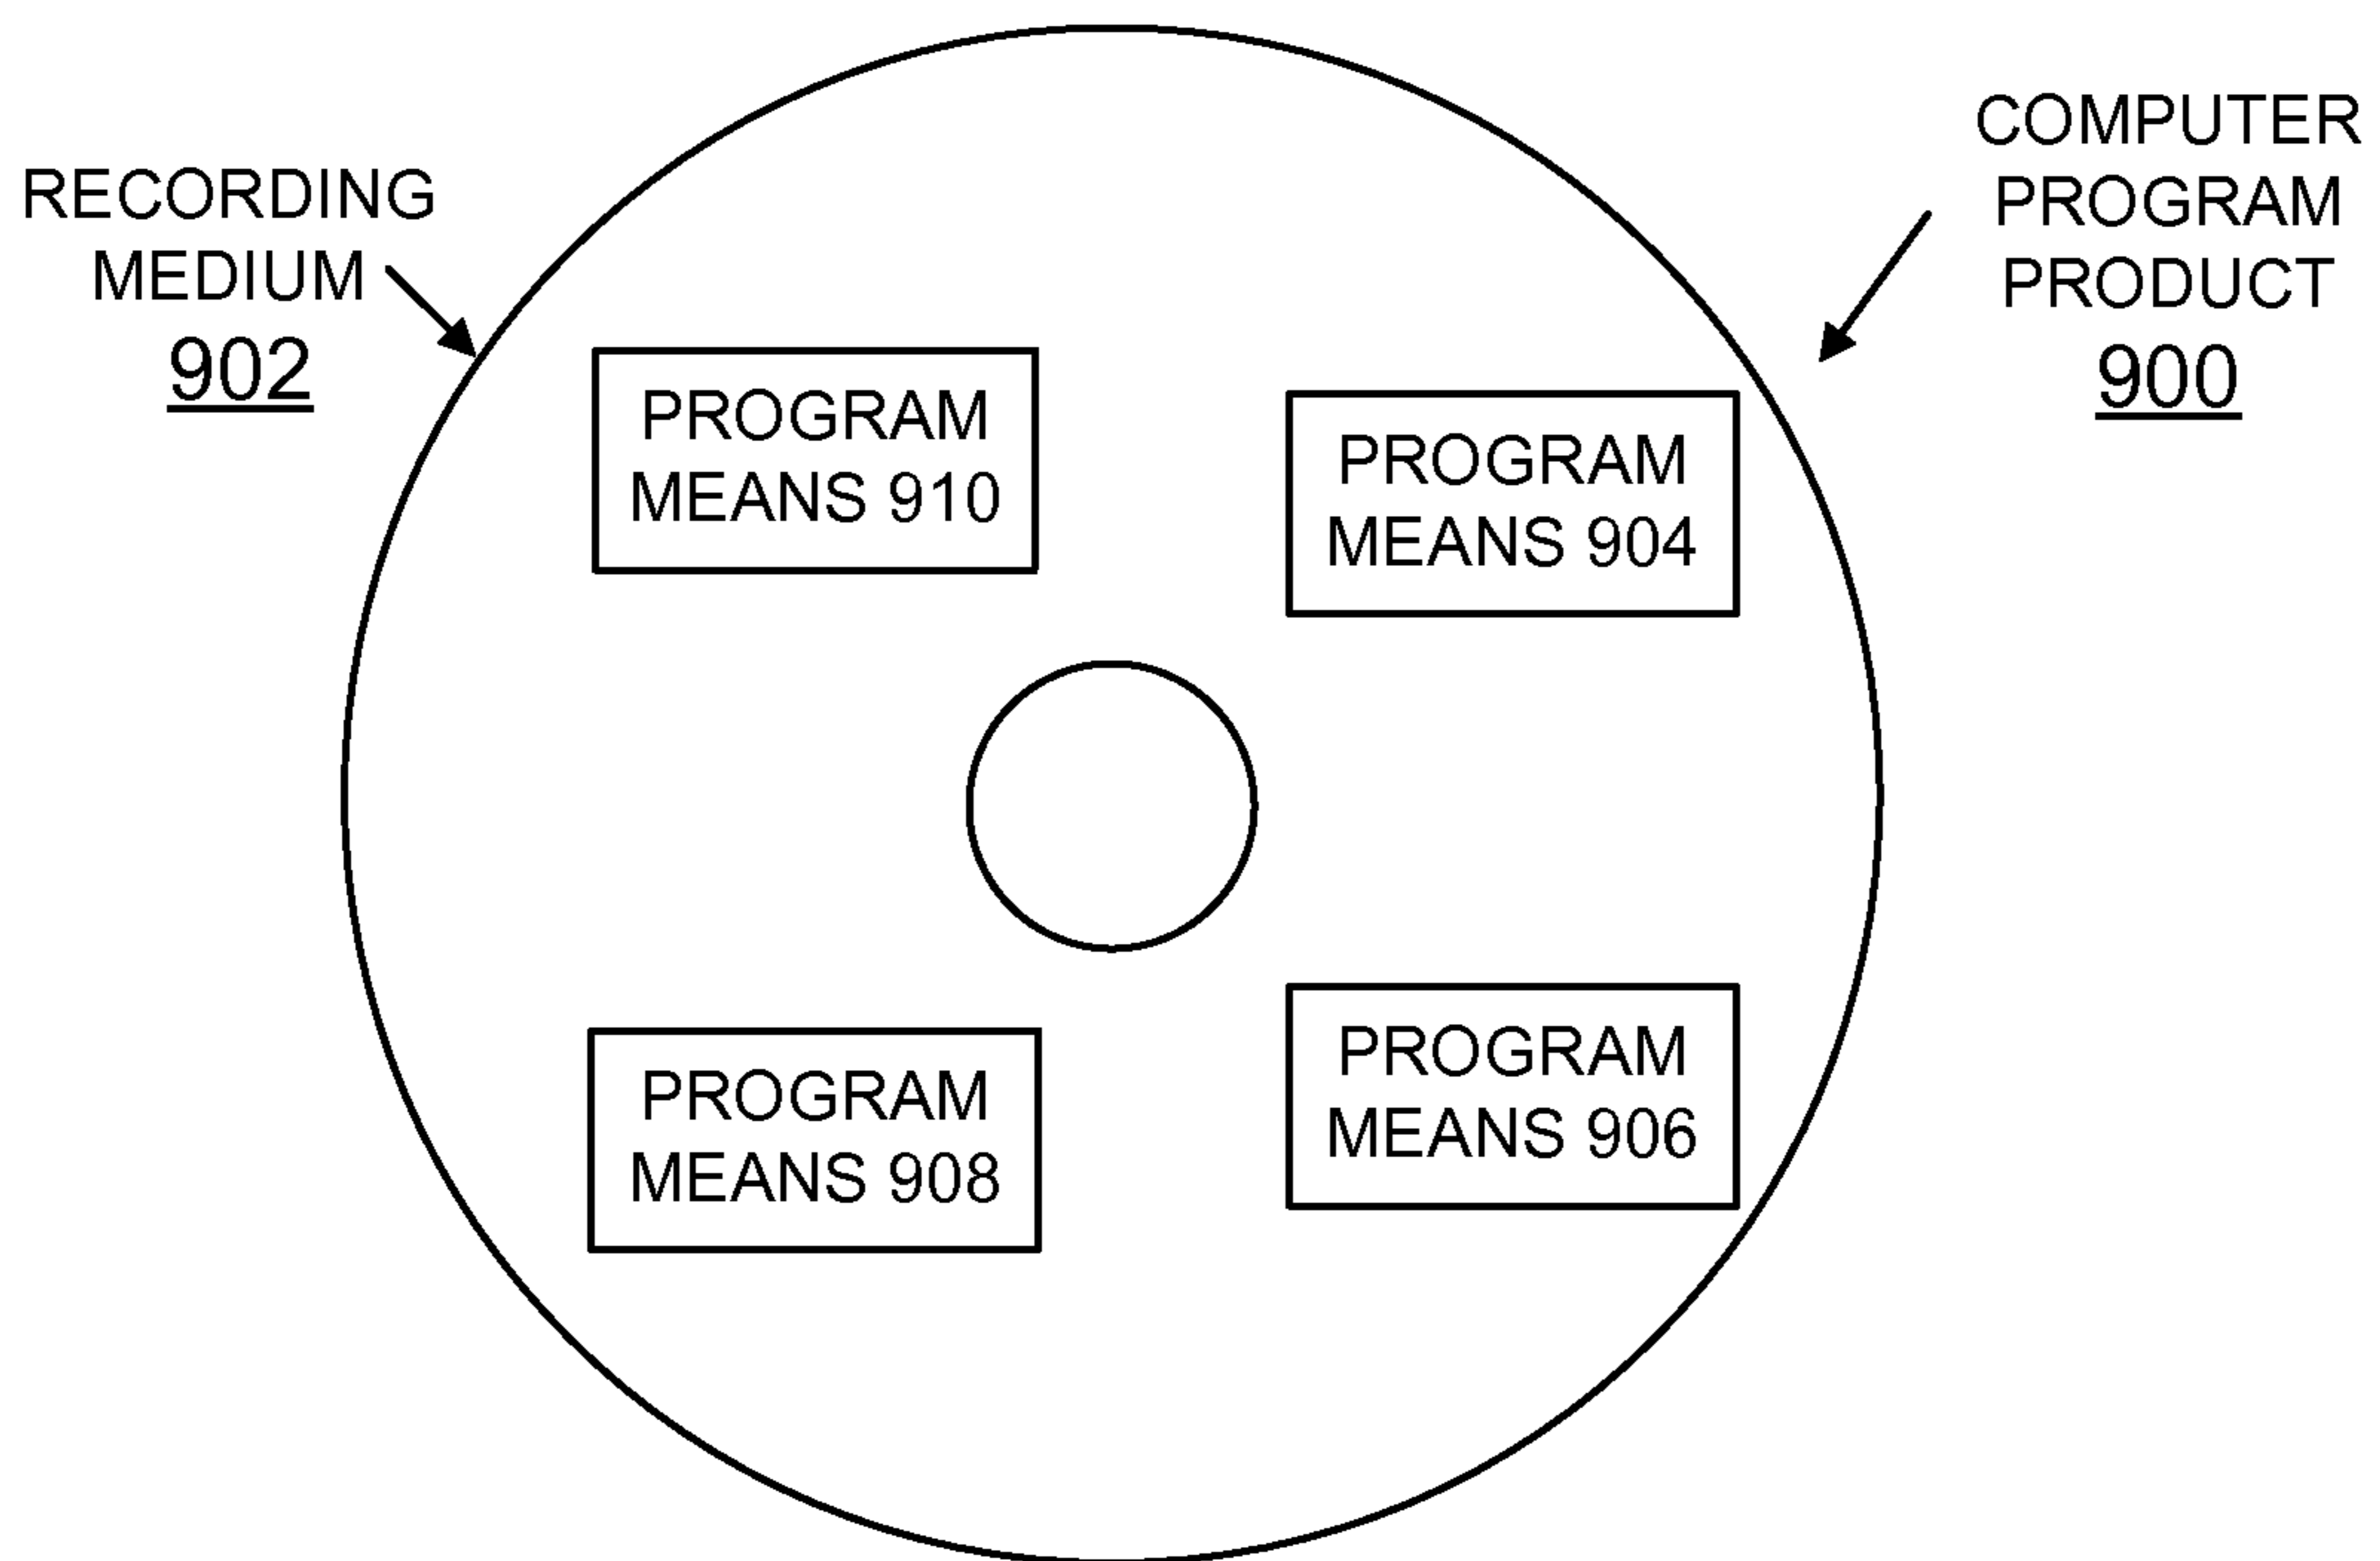 RECORDING
MEDIUM
902
COMPUTER
PROGRAM
PRODUCT
900
PROGRAM
MEANS 910
PROGRAM
MEANS 904
PROGRAM
MEANS 908
PROGRAM
MEANS 906